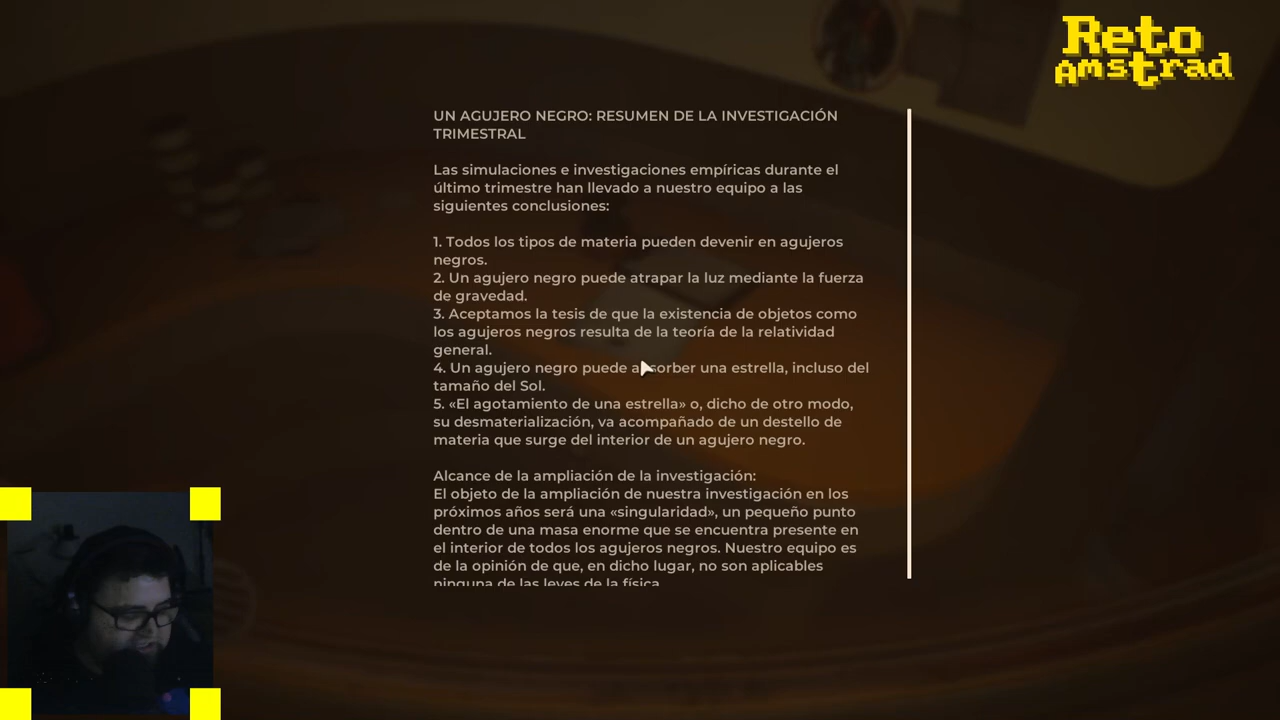 Reto
Amstrad
UN AGUJERO NEGRO: RESUMEN DE LA INVESTIGACIÓN
TRIMESTRAL
Las simulaciones e investigaciones empíricas durante el
último trimestre han llevado a nuestro equipo a las
siguientes conclusiones:
1. Todos los tipos de materia pueden devenir en agujeros
negros.
2. Un agujero negro puede atrapar la luz mediante la fuerza
de gravedad.
3. Aceptamos la tesis de que la existencia de objetos como
los agujeros negros resulta de la teoría de la relatividad
general.
4. Un agujero negro puede absorber una estrella, incluso del
tamaño del Sol.
5. «El agotamiento de una estrella» o, dicho de otro modo,
su desmaterialización, va acompañado de un destello de
materia que surge del interior de un agujero negro.
Alcance de la ampliación de la investigación:
El objeto de la ampliación de nuestra investigación en los
próximos años será una «singularidad», un pequeño punto
dentro de una masa enorme que se encuentra presente en
el interior de todos los agujeros negros. Nuestro equipo es
de la opinión de que, en dicho lugar, no son aplicables
ninguna de las leyes de la física